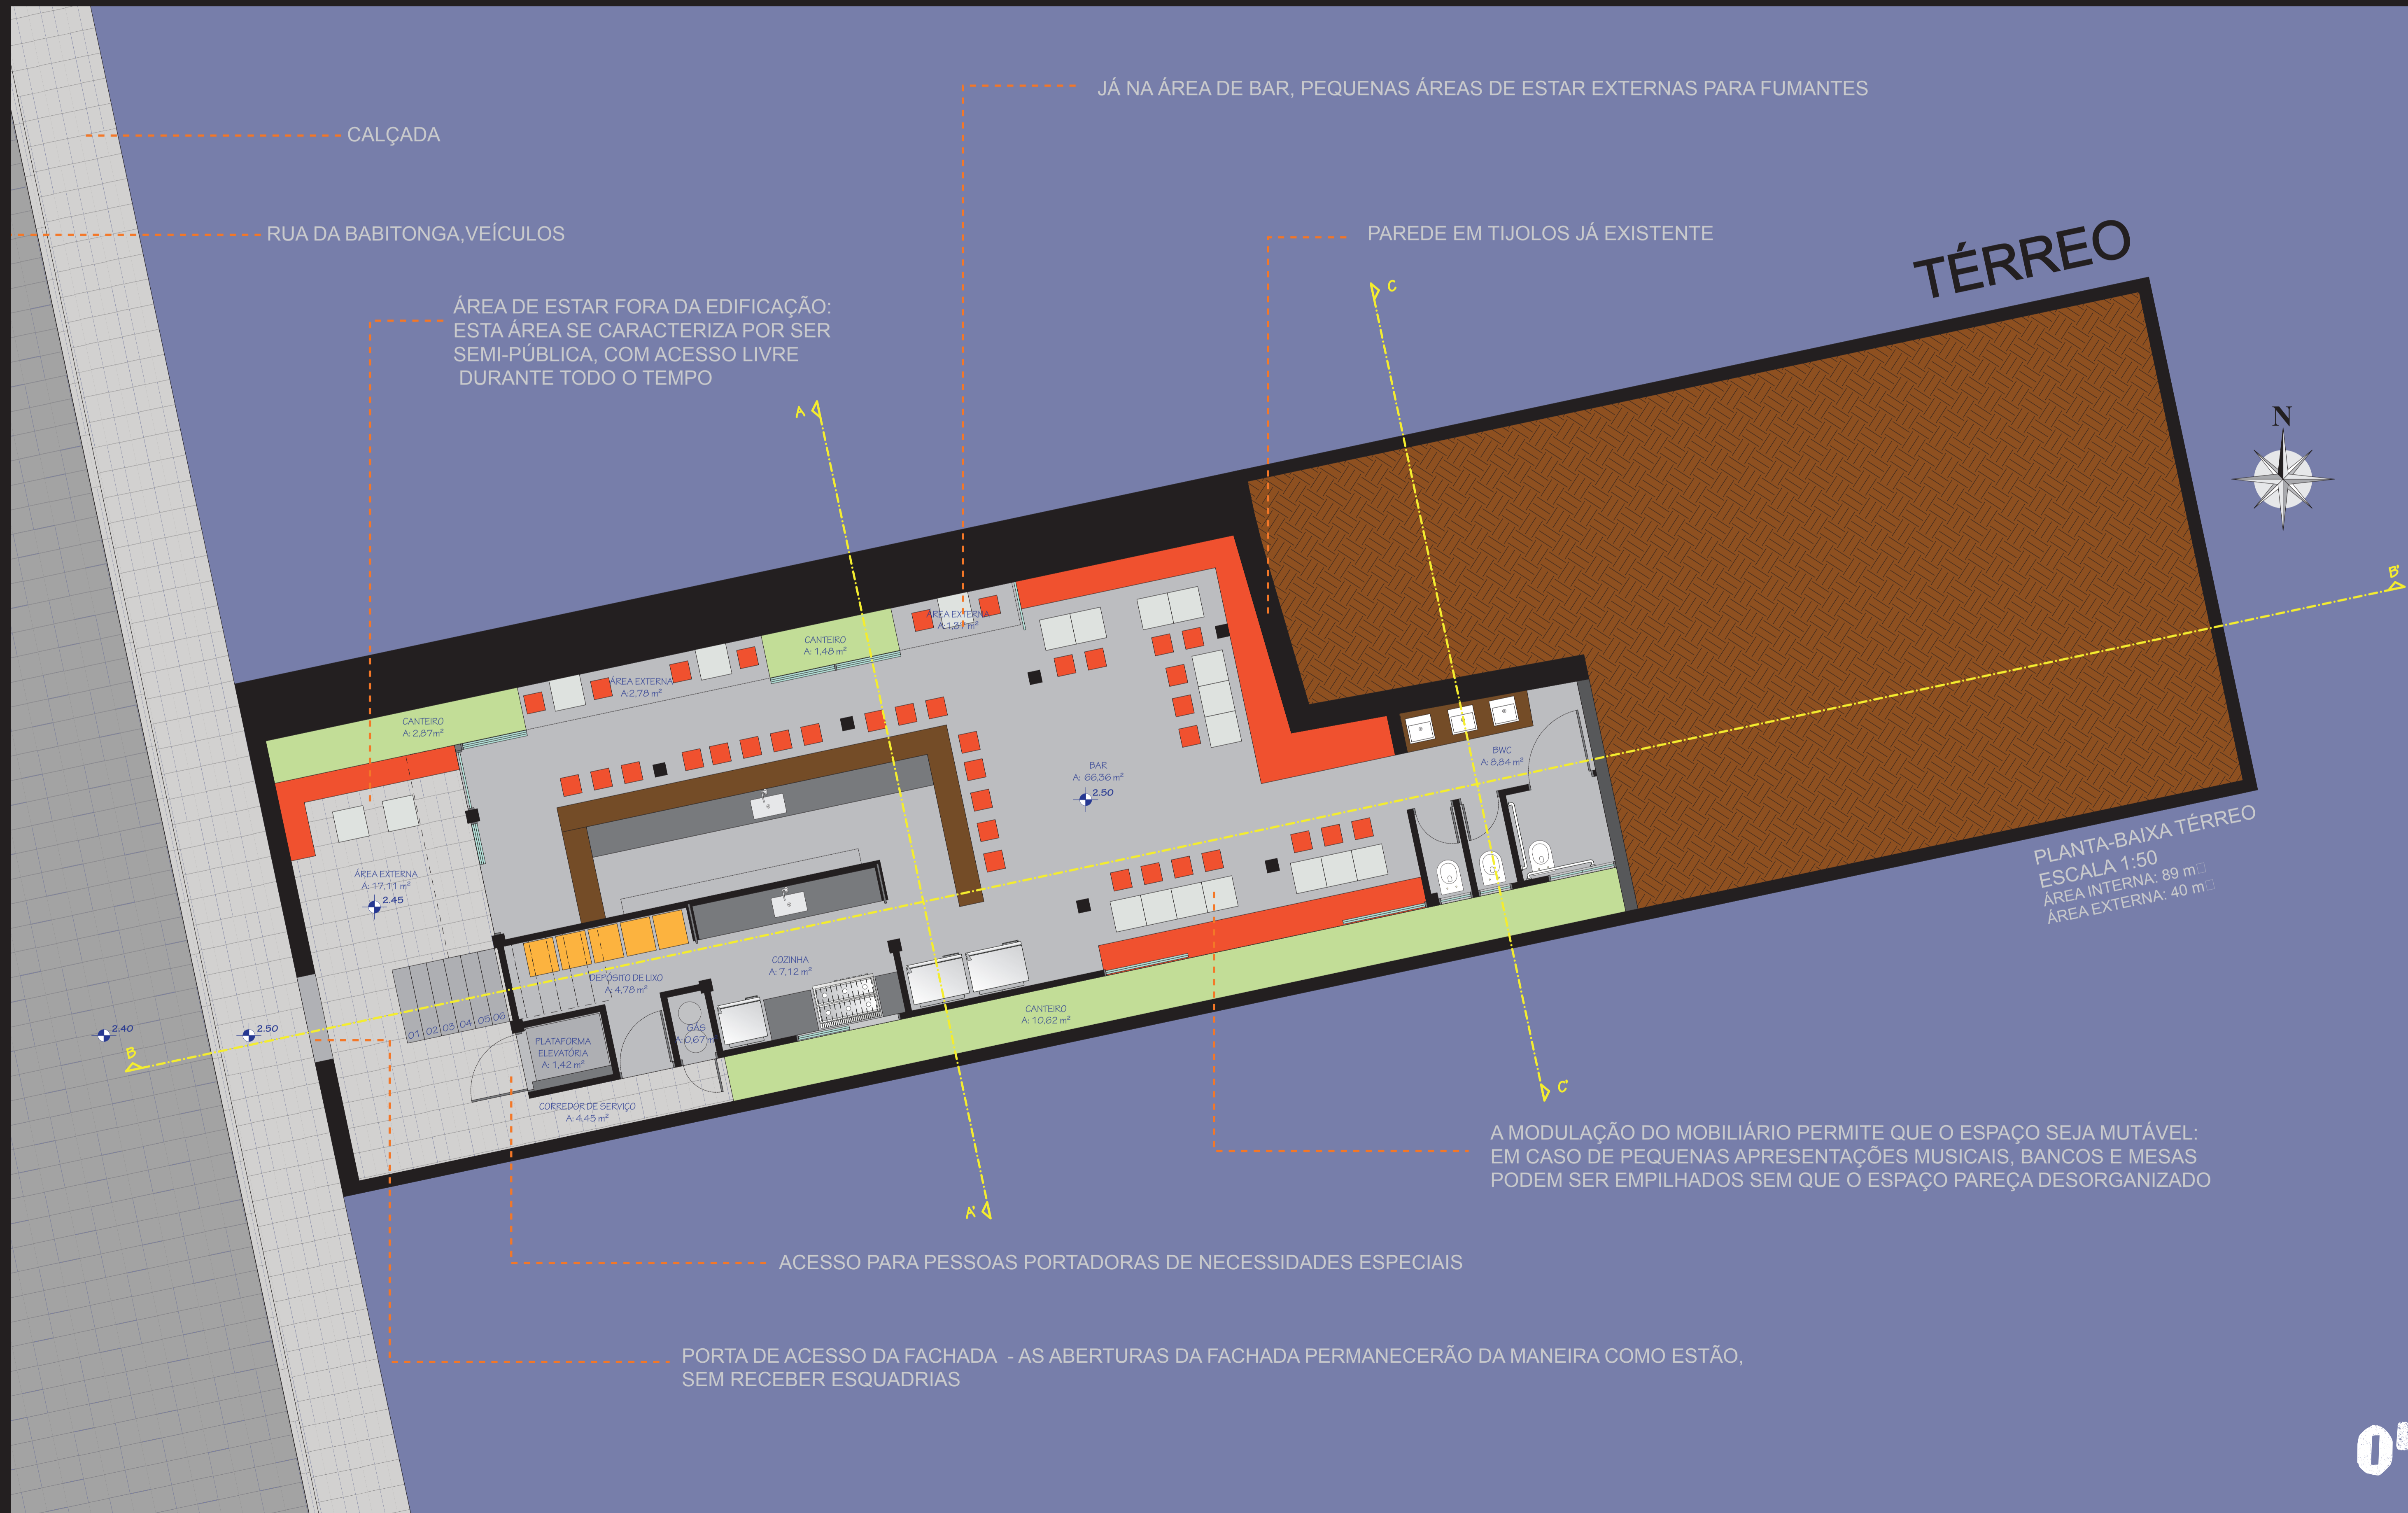 JÁ NA ÁREA DE BAR, PEQUENAS ÁREAS DE ESTAR EXTERNAS PARA FUMANTES
CALÇADA
RUA DA BABITONGA,VEÍCULOS
PAREDE EM TIJOLOS JÁ EXISTENTE
TÉRREO
ÁREA DE ESTAR FORA DA EDIFICAÇÃO:
ESTA ÁREA SE CARACTERIZA POR SER
SEMI-PÚBLICA, COM ACESSO LIVRE
DURANTE TODO O TEMPO
C
A
N
B'
ÁREA EXTERNA
A:1,37 m²
CANTEIRO
A: 1,48 m²
ÁREA EXTERNA
A:2,78 m²
CANTEIRO
A: 2,87m²
BWC
A: 8,84 m²
BAR
A: 66,36 m²
2.50
ÁREA EXTERNA
A: 17,11 m²
2.45
PLANTA-BAIXA TÉRREO
ESCALA 1:50
ÁREA INTERNA: 89 m□
ÁREA EXTERNA: 40 m□
COZINHA
A: 7,12 m²
DEPÓSITO DE LIXO
A: 4,78 m²
CANTEIRO
A: 10,62 m²
01 02 03 04 05 06
GÁS
A: 0,67 m
2.40
2.50
B
PLATAFORMA
ELEVATÓRIA
A: 1,42 m²
CORREDOR DE SERVIÇO
A: 4,45 m²
C'
A'
A MODULAÇÃO DO MOBILIÁRIO PERMITE QUE O ESPAÇO SEJA MUTÁVEL:
EM CASO DE PEQUENAS APRESENTAÇÕES MUSICAIS, BANCOS E MESAS
PODEM SER EMPILHADOS SEM QUE O ESPAÇO PAREÇA DESORGANIZADO
ACESSO PARA PESSOAS PORTADORAS DE NECESSIDADES ESPECIAIS
PORTA DE ACESSO DA FACHADA - AS ABERTURAS DA FACHADA PERMANECERÃO DA MANEIRA COMO ESTÃO,
SEM RECEBER ESQUADRIAS